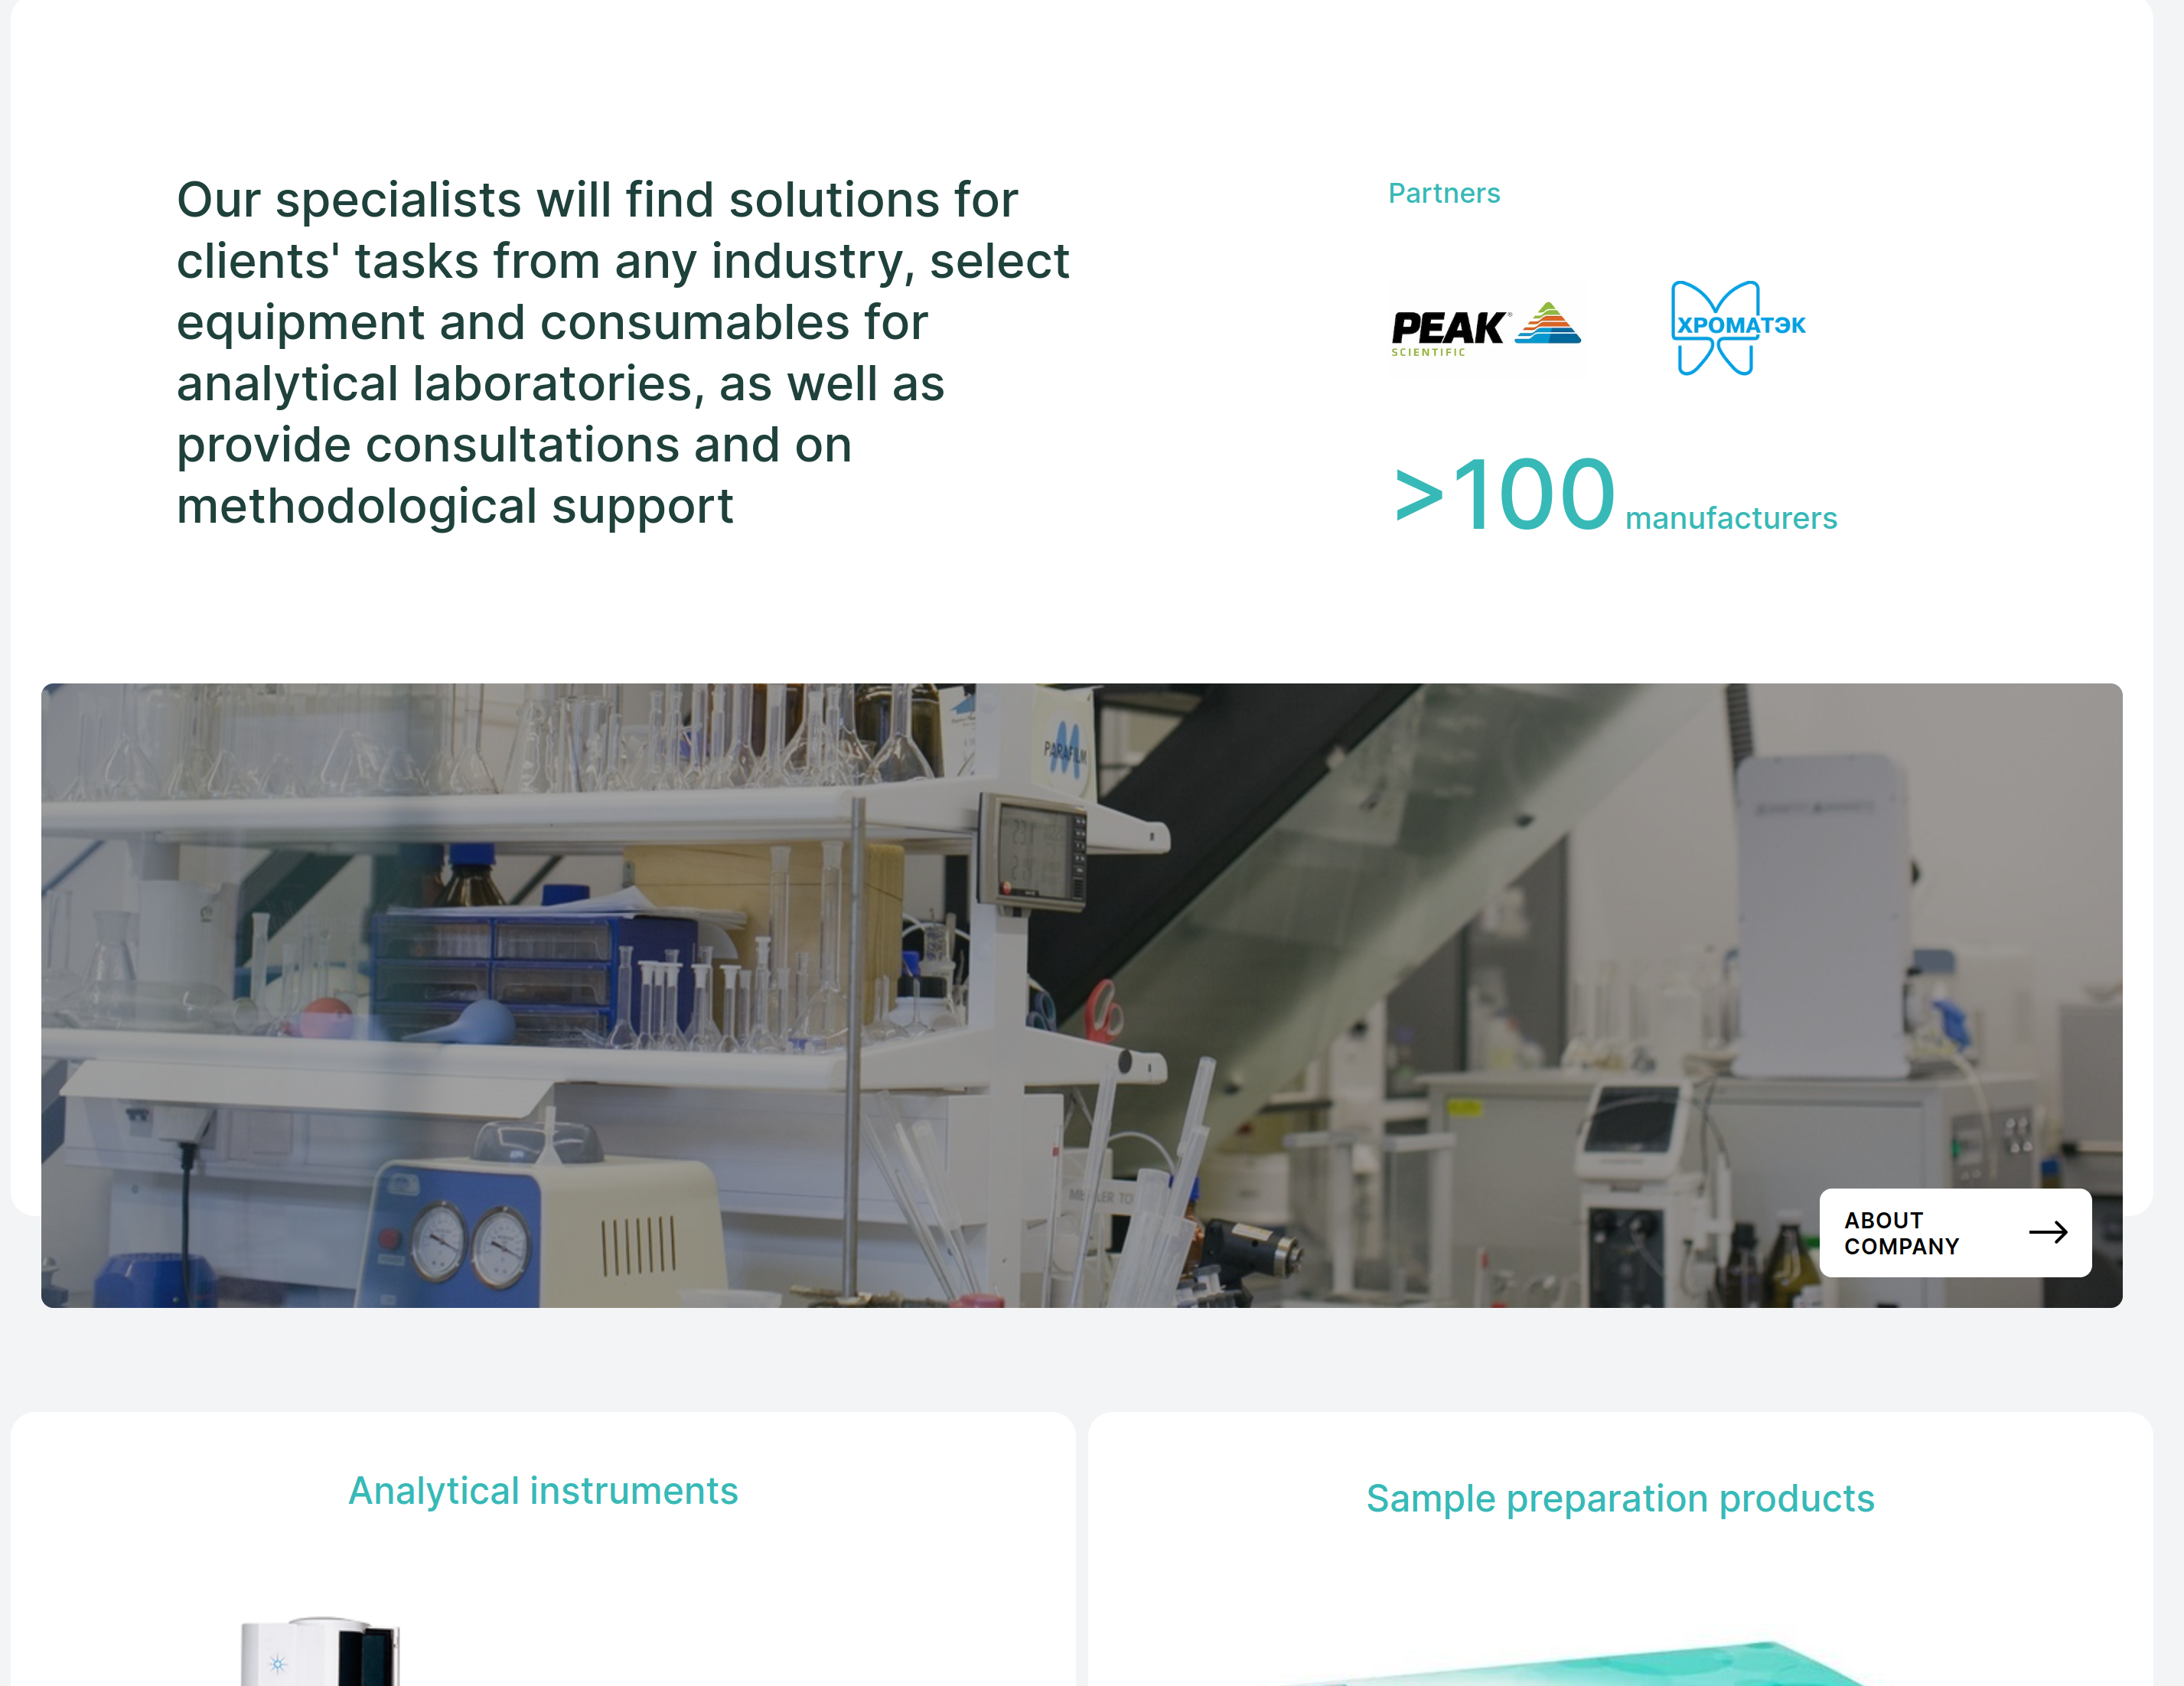 Our specialists will find solutions for
clients' tasks from any industry, select
equipment and consumables for
analytical laboratories, as well as
provide consultations and on
methodological support
Partners
PEAK®
SCIENTIFIC
ХРОМАТЭК
>100 manufacturers
PARAFILM
ABOUT
COMPANY
Analytical instruments
Sample preparation products